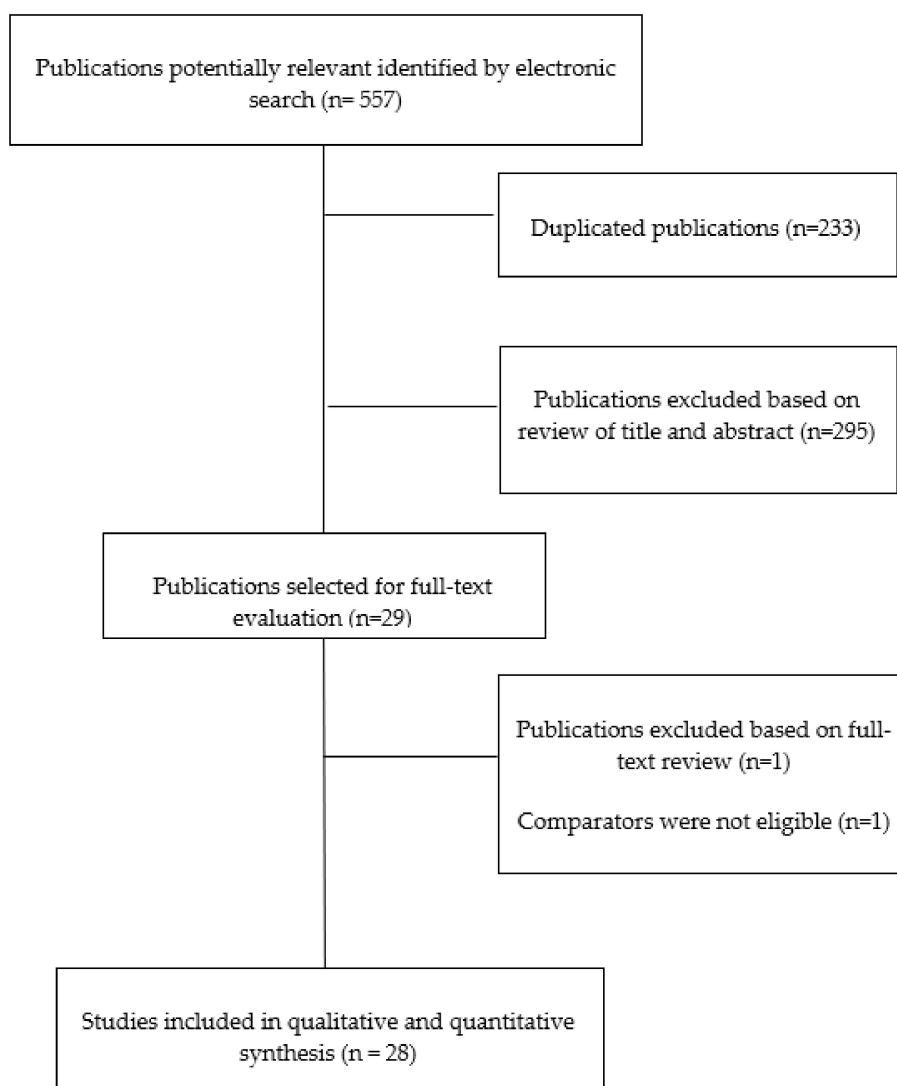 Publications potentially relevant identified by electronic
search (n= 557)
Duplicated publications (n=233)
Publications excluded based on
review of title and abstract (n=295)
Publications selected for full-text
evaluation (n=29)
Publications excluded based on full-
text review (n=1)
Comparators were not eligible (n=1)
Studies included in qualitative and quantitative
synthesis (n = 28)